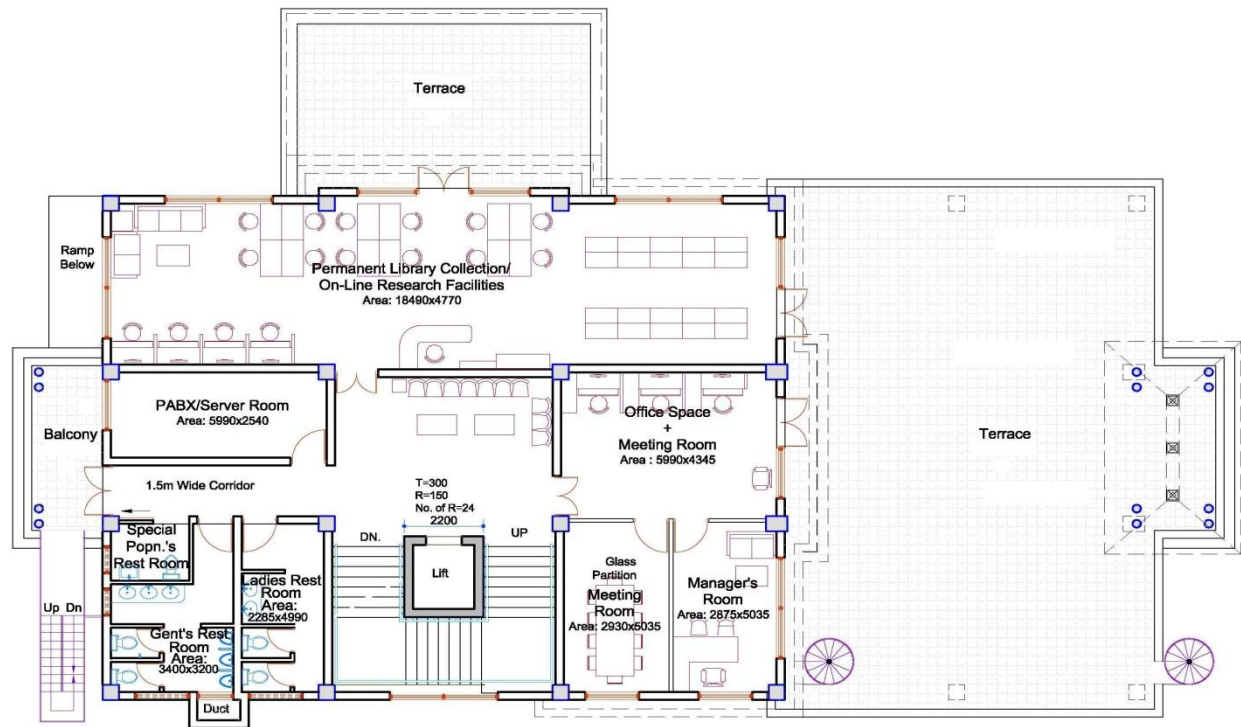 Terrace
Ramp
Below
Permanent Library Collection/
On-Line Research Facilities
Area: 18490x4770
PABX/Server Room
Area: 5990x2540
Balcony
Office Space
+
Meeting Room
Area : 5990x4345
Terrace
1.5m Wide Corridor
T=300
R=150
No. of R=24
2200
DN.
UP
Special
Popn.'s
Rest Room
Lift
Glass
Partition
Meeting
Room
Area: 2930x5035
Manager's
Room
Area: 2875x5035
Ladies Rest
Room
Area:
2285x4990
Up Dn
Gent's Rest
Room
Area:
3400x3200
Duct